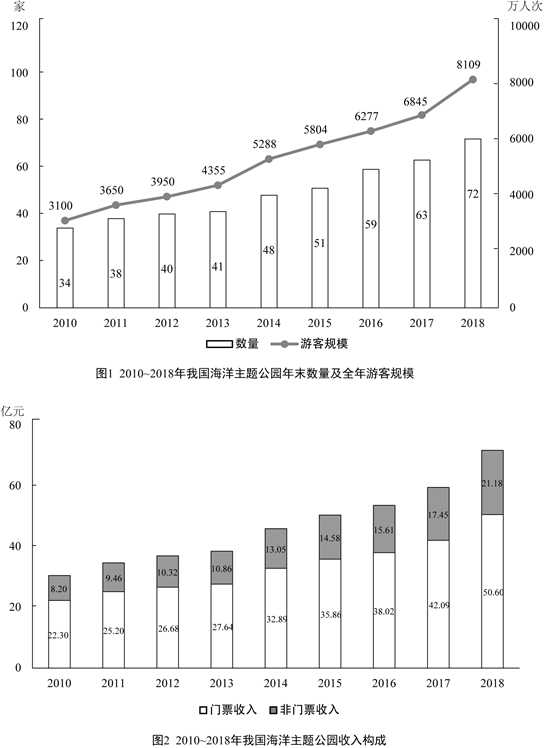 家 万人次
120 10000
100 8000
80 6000
60 4000
40 2000
20
0 0
3100 3650 3950 4355 5288 5804 6277 6845 8109
34 38 40 41 48 51 59 63 72
2010 2011 2012 2013 2014 2015 2016 2017 2018
数量 游客规模
图1 2010~2018年我国海洋主题公园年末数量及全年游客规模
亿元
80
60
40
20
0
8.20 9.46 10.32 10.86 13.05 14.58 15.61 17.45 21.18
22.30 25.20 26.68 27.64 32.89 35.86 38.02 42.09 50.60
2010 2011 2012 2013 2014 2015 2016 2017 2018
门票收入 非门票收入
图2 2010~2018年我国海洋主题公园收入构成